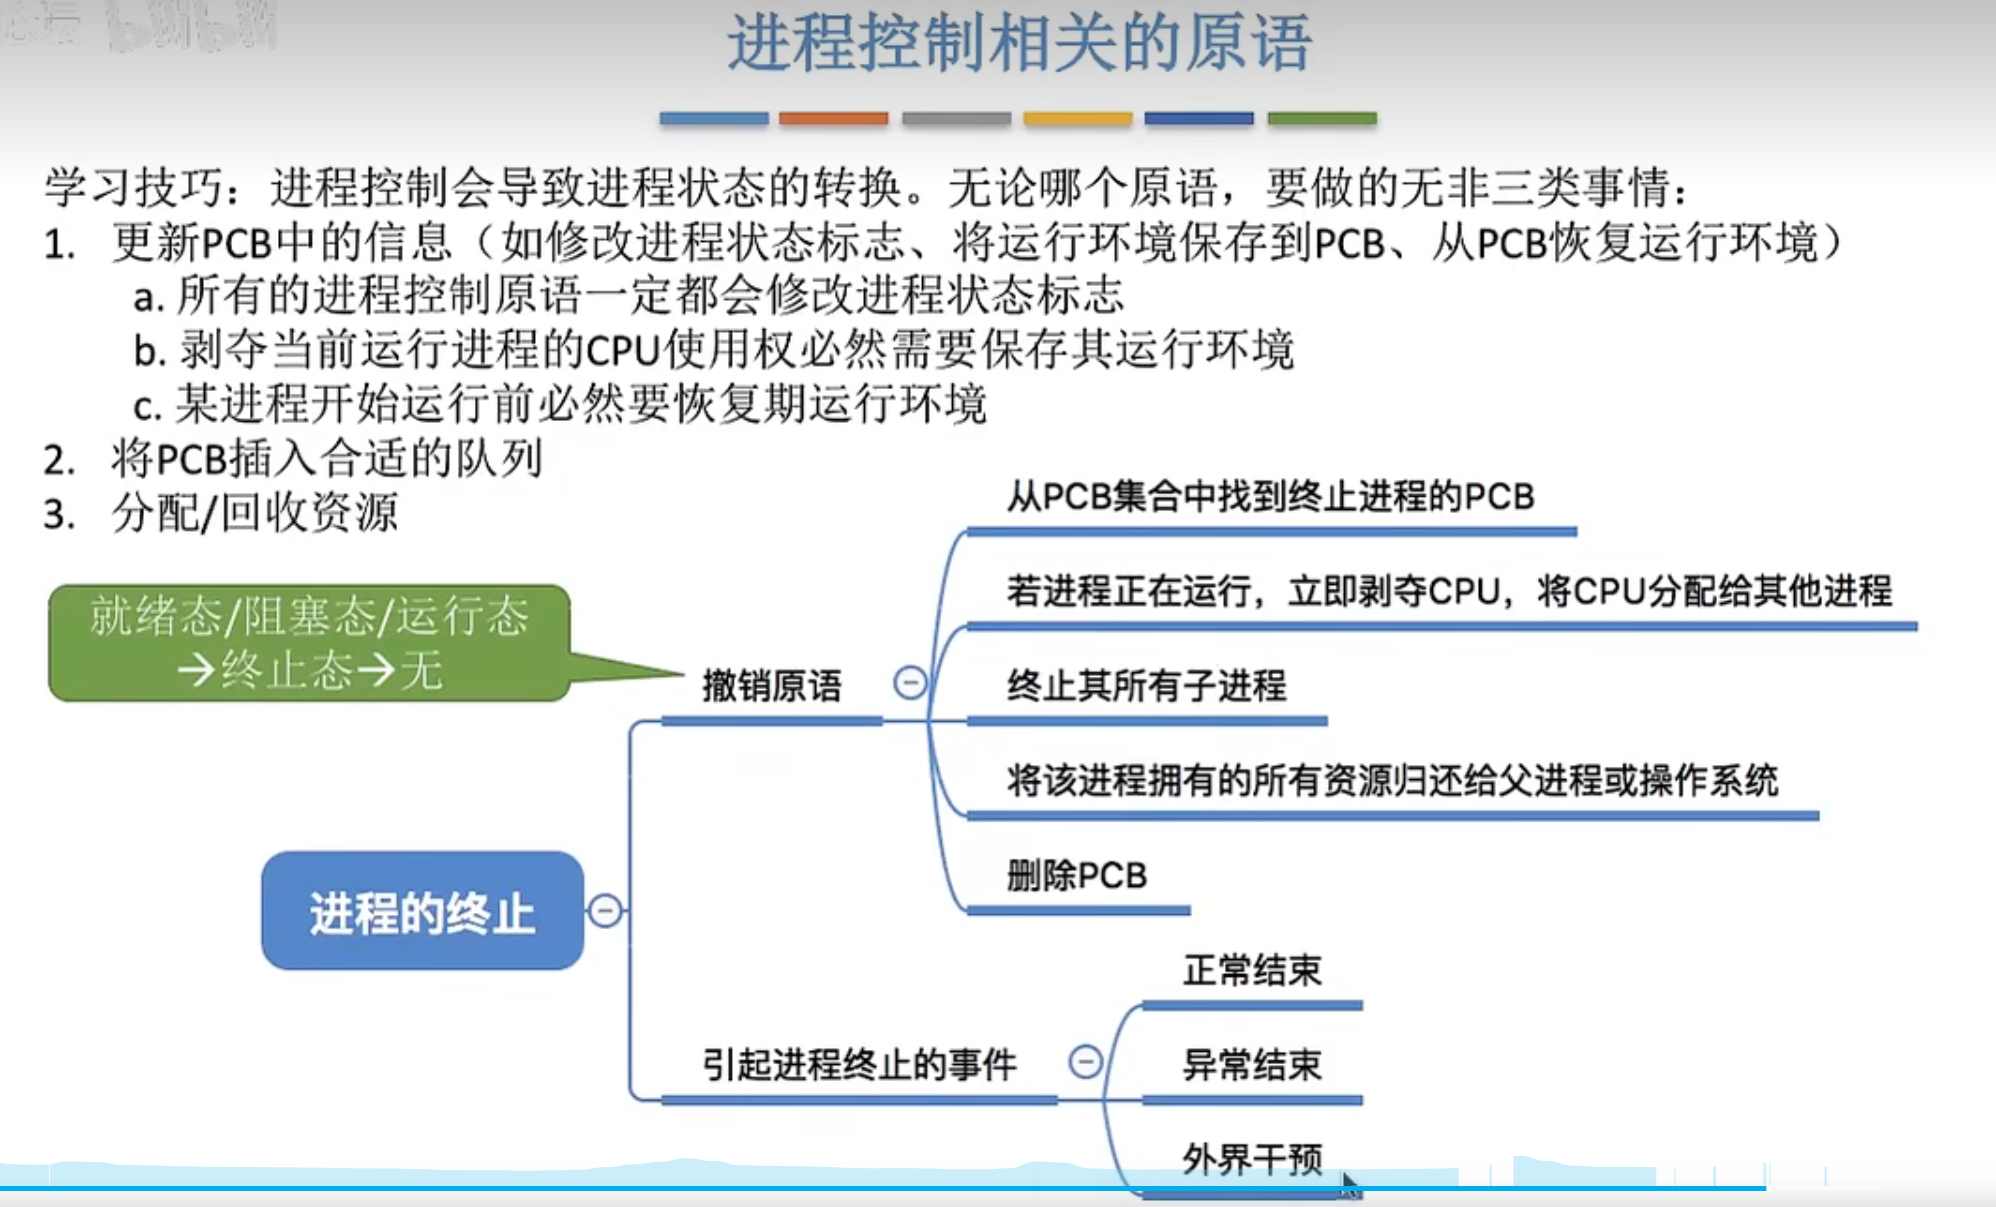 进程控制相关的原语
学习技巧：进程控制会导致进程状态的转换。无论哪个原语，要做的无非三类事情：
1. 更新PCB中的信息（如修改进程状态标志、将运行环境保存到PCB、从PCB恢复运行环境）
a. 所有的进程控制原语一定都会修改进程状态标志
b. 剥夺当前运行进程的CPU使用权必然需要保存其运行环境
c. 某进程开始运行前必然要恢复期运行环境
2. 将PCB插入合适的队列
3. 分配/回收资源
就绪态/阻塞态/运行态
→终止态→无
进程的终止
撤销原语
从PCB集合中找到终止进程的PCB
若进程正在运行，立即剥夺CPU，将CPU分配给其他进程
终止其所有子进程
将该进程拥有的所有资源归还给父进程或操作系统
删除PCB
引起进程终止的事件
正常结束
异常结束
外界干预